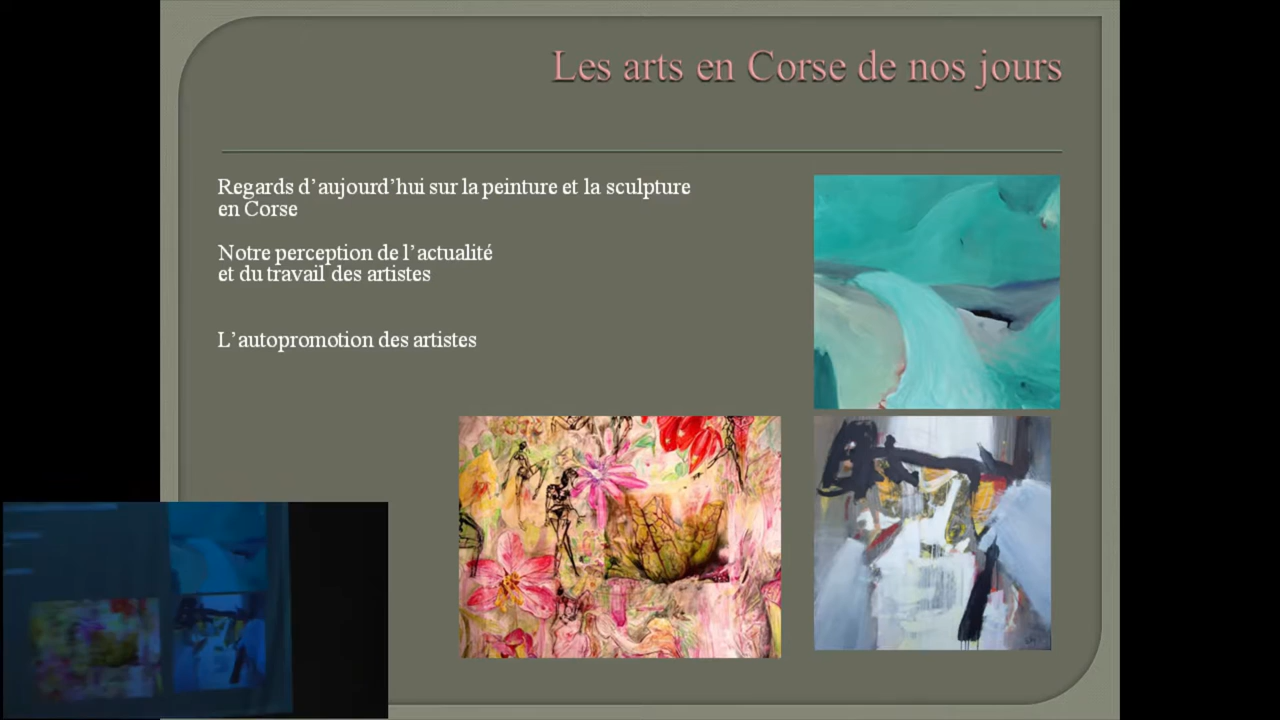 Les arts en Corse de nos jours
Regards d’aujourd’hui sur la peinture et la sculpture
en Corse
Notre perception de l’actualité
et du travail des artistes
L’autopromotion des artistes